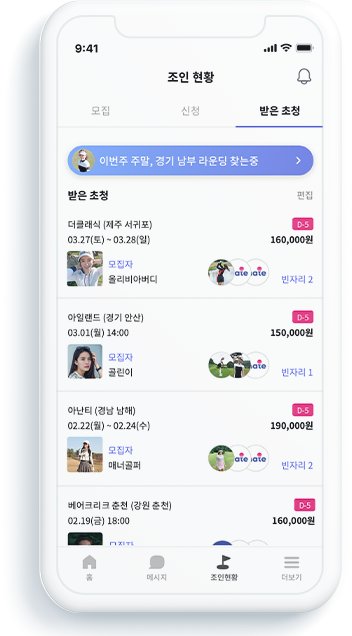 9:41
조인 현황
모집 신청 받은 초청
이번주 주말, 경기 남부 라운딩 찾는중
받은 초청 편집
더클래식 (제주 서귀포) D-5
03.27(토) ~ 03.28(일) 160,000원
모집자
올리비아버디 빈자리 2
아일랜드 (경기 안산) D-5
03.01(월) 14:00 150,000원
모집자
골린이 빈자리 1
아난티 (경남 남해) D-5
02.22(월) ~ 02.24(수) 190,000원
모집자
매너골퍼 빈자리 2
베어크리크 춘천 (강원 춘천) D-5
02.19(금) 18:00 160,000원
모집자
홈 메시지 조인현황 더보기